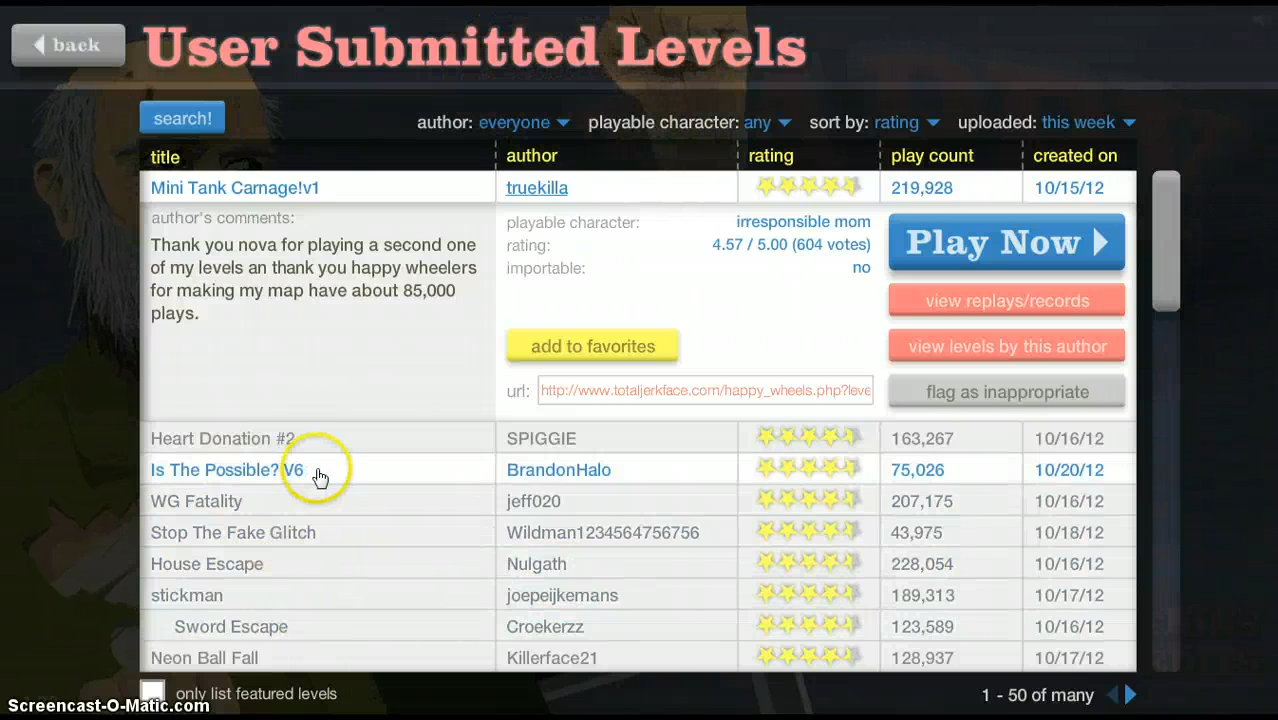 back
User Submitted Levels
search!
author: everyone playable character: any sort by: rating uploaded: this week
title author rating play count created on
Mini Tank Carnage!v1 truekilla 219,928 10/15/12
author's comments:
Thank you nova for playing a second one
of my levels an thank you happy wheelers
for making my map have about 85,000
plays.
playable character: irresponsible mom
rating: 4.57 / 5.00 (604 votes)
importable: no
add to favorites
url: http://www.totaljerkface.com/happy_wheels.php?leve
Play Now
view replays/records
view levels by this author
flag as inappropriate
Heart Donation #2 SPIGGIE 163,267 10/16/12
Is The Possible? V6 BrandonHalo 75,026 10/20/12
WG Fatality jeff020 207,175 10/16/12
Stop The Fake Glitch Wildman1234564756756 43,975 10/18/12
House Escape Nulgath 228,054 10/16/12
stickman joepeijkemans 189,313 10/17/12
Sword Escape Croekerzz 123,589 10/16/12
Neon Ball Fall Killerface21 128,937 10/17/12
only list featured levels
1 - 50 of many
Screencast-O-Matic.com